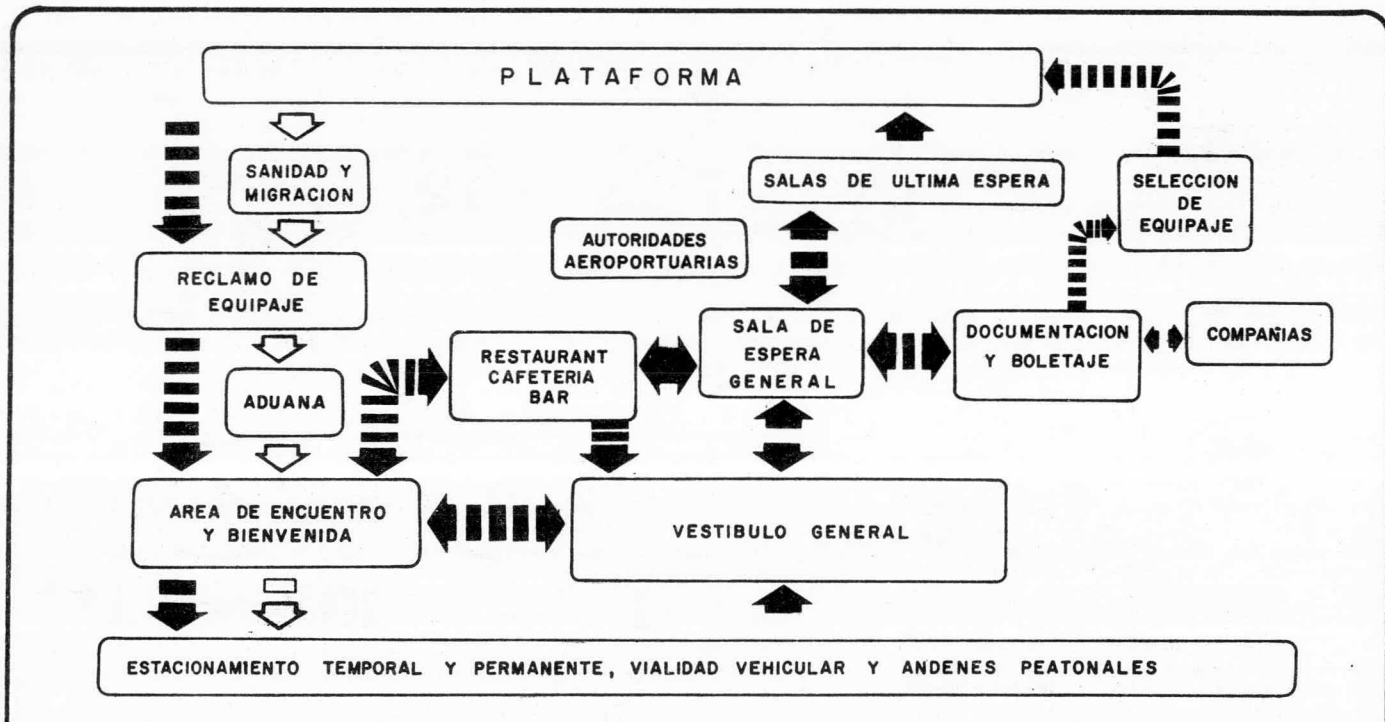 PLATAFORMA
SANIDAD Y
MIGRACION
SALAS DE ULTIMA ESPERA
SELECCION
DE
EQUIPAJE
AUTORIDADES
AEROPORTUARIAS
RECLAMO DE
EQUIPAJE
SALA DE
ESPERA
GENERAL
DOCUMENTACION
Y BOLETAJE
COMPAÑIAS
RESTAURANT
CAFETERIA
BAR
ADUANA
AREA DE ENCUENTRO
Y BIENVENIDA
VESTIBULO GENERAL
ESTACIONAMIENTO TEMPORAL Y PERMANENTE, VIALIDAD VEHICULAR Y ANDENES PEATONALES